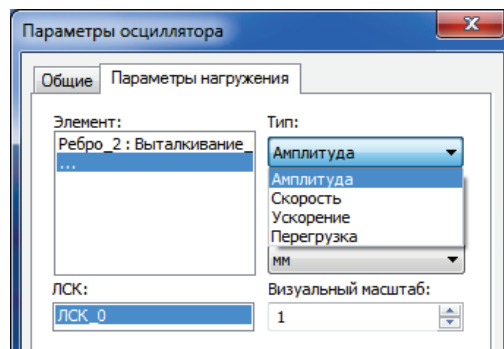 Параметры осциллятора
Общие Параметры нагружения
Элемент: Тип:
Ребро_2 : Выталкивание_ Амплитуда
... Амплитуда
Скорость
Ускорение
Перегрузка
мм
ЛСК: Визуальный масштаб:
ЛСК_0 1